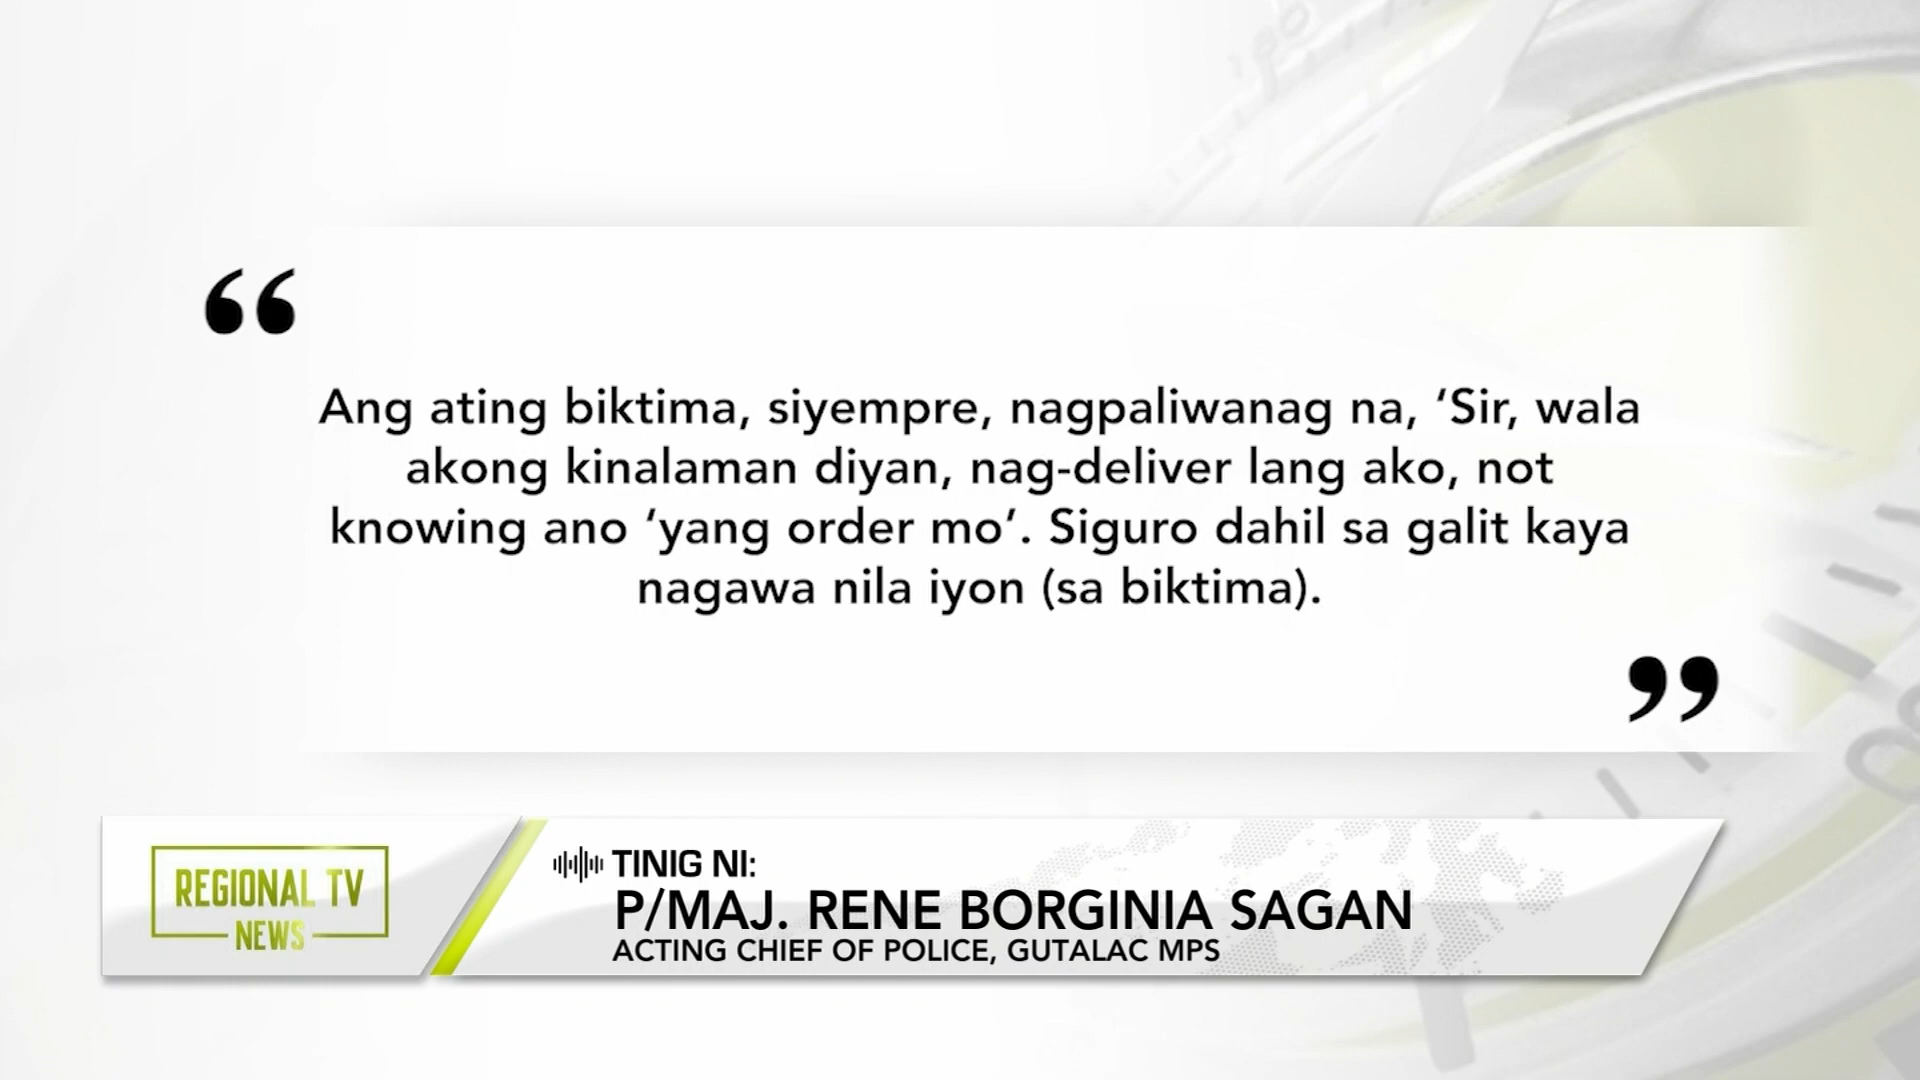 “
Ang ating biktima, siyempre, nagpaliwanag na, ‘Sir, wala
akong kinalaman diyan, nag-deliver lang ako, not
knowing ano ‘yang order mo’. Siguro dahil sa galit kaya
nagawa nila iyon (sa biktima).
”
REGIONAL TV
NEWS
TINIG NI:
P/MAJ. RENE BORGINIA SAGAN
ACTING CHIEF OF POLICE, GUTALAC MPS